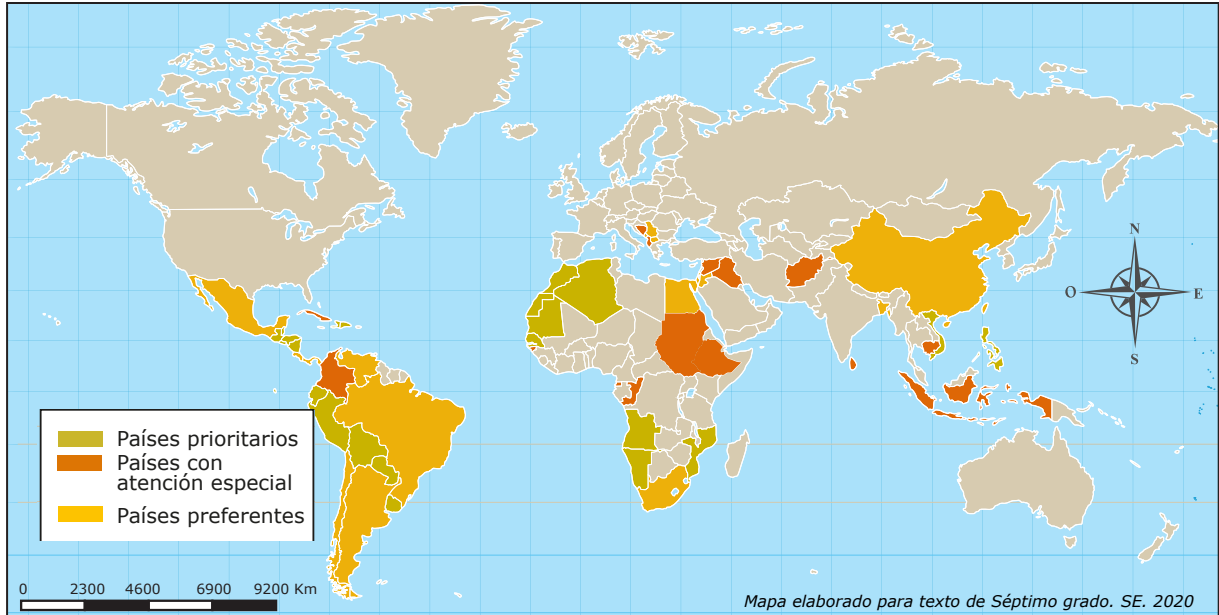 N
O
E
S
Países prioritarios
Países con
atención especial
Países preferentes
0 2300 4600 6900 9200 Km
Mapa elaborado para texto de Séptimo grado. SE. 2020